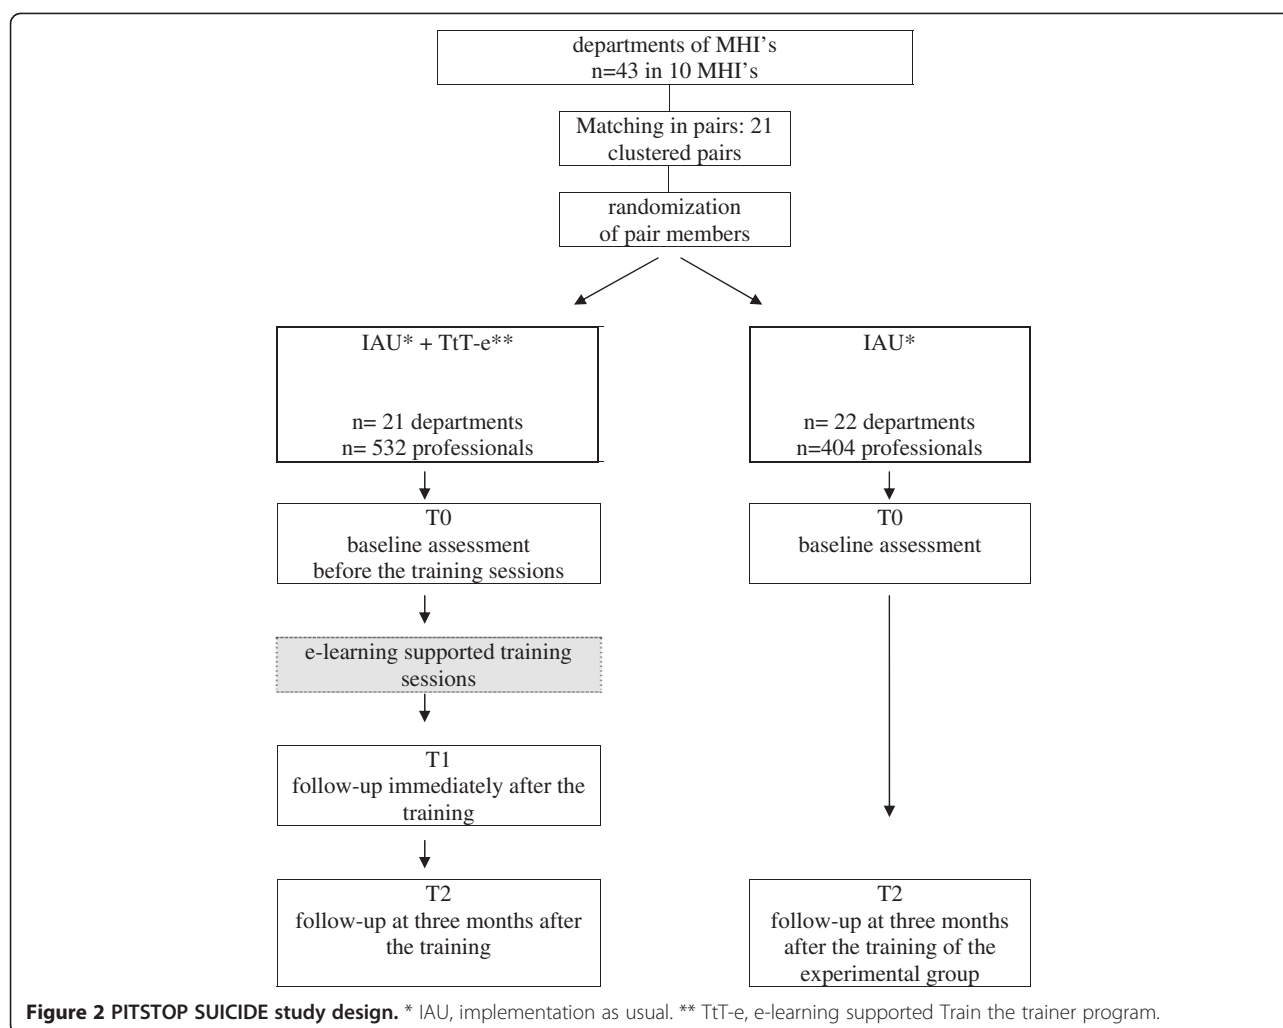 departments of MHI's
n=43 in 10 MHI's
Matching in pairs: 21
clustered pairs
randomization
of pair members
IAU* + TtT-e**
n= 21 departments
n= 532 professionals
IAU*
n= 22 departments
n=404 professionals
T0
baseline assessment
before the training sessions
T0
baseline assessment
e-learning supported training
sessions
T1
follow-up immediately after the
training
T2
follow-up at three months after
the training
T2
follow-up at three months
after the training of the
experimental group
Figure 2 PITSTOP SUICIDE study design. * IAU, implementation as usual. ** TtT-e, e-learning supported Train the trainer program.